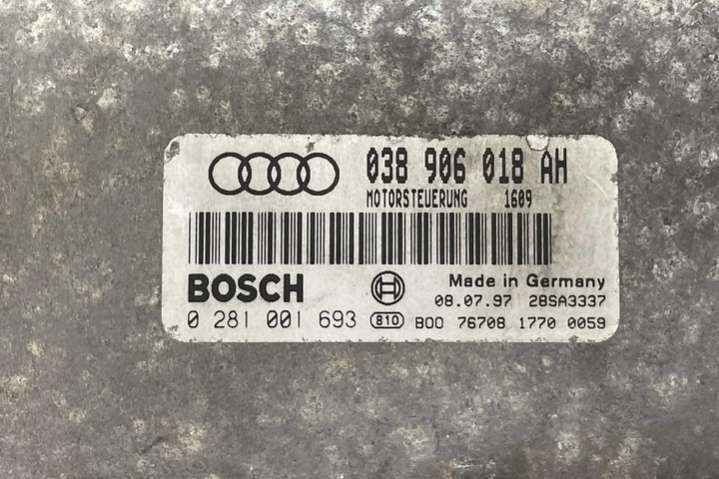 038 906 018 AH
MOTORSTEUERUNG 1609
BOSCH
Made in Germany
08.07.97 28SA3337
0 281 001 693 810 B00 76708 1770 0059